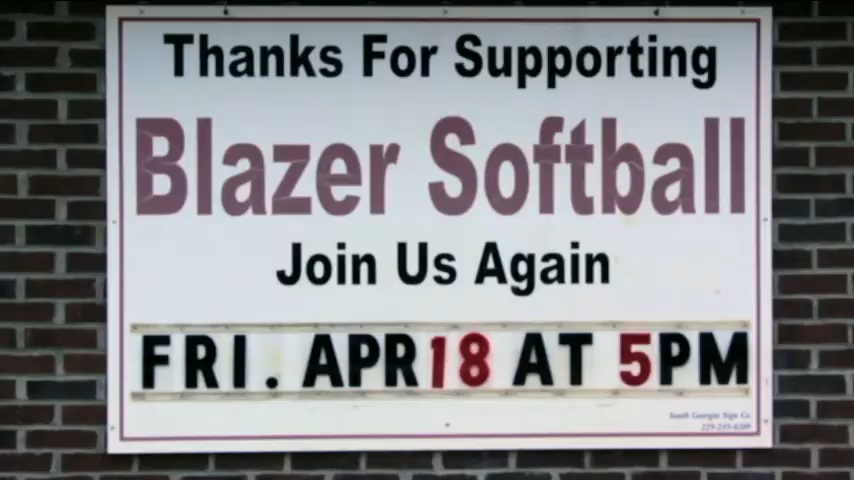 Thanks For Supporting
Blazer Softball
Join Us Again
FRI. APR 18 AT 5PM
South Georgia Sign Co.